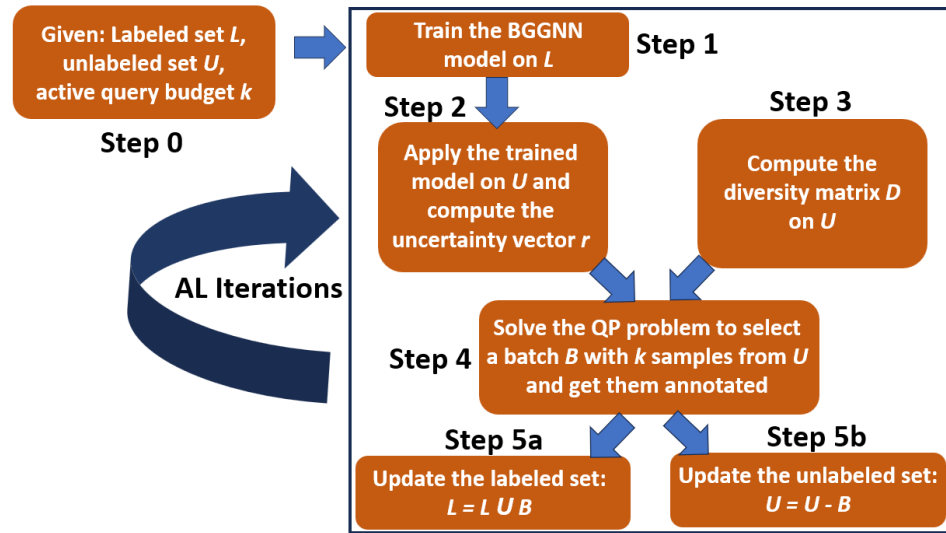 Given: Labeled set L,
unlabeled set U,
active query budget k
Step 0
Train the BGGNN
model on L
Step 1
Step 2
Apply the trained
model on U and
compute the
uncertainty vector r
Step 3
Compute the
diversity matrix D
on U
AL Iterations
Step 4
Solve the QP problem to select
a batch B with k samples from U
and get them annotated
Step 5a
Update the labeled set:
L = L U B
Step 5b
Update the unlabeled set:
U = U - B